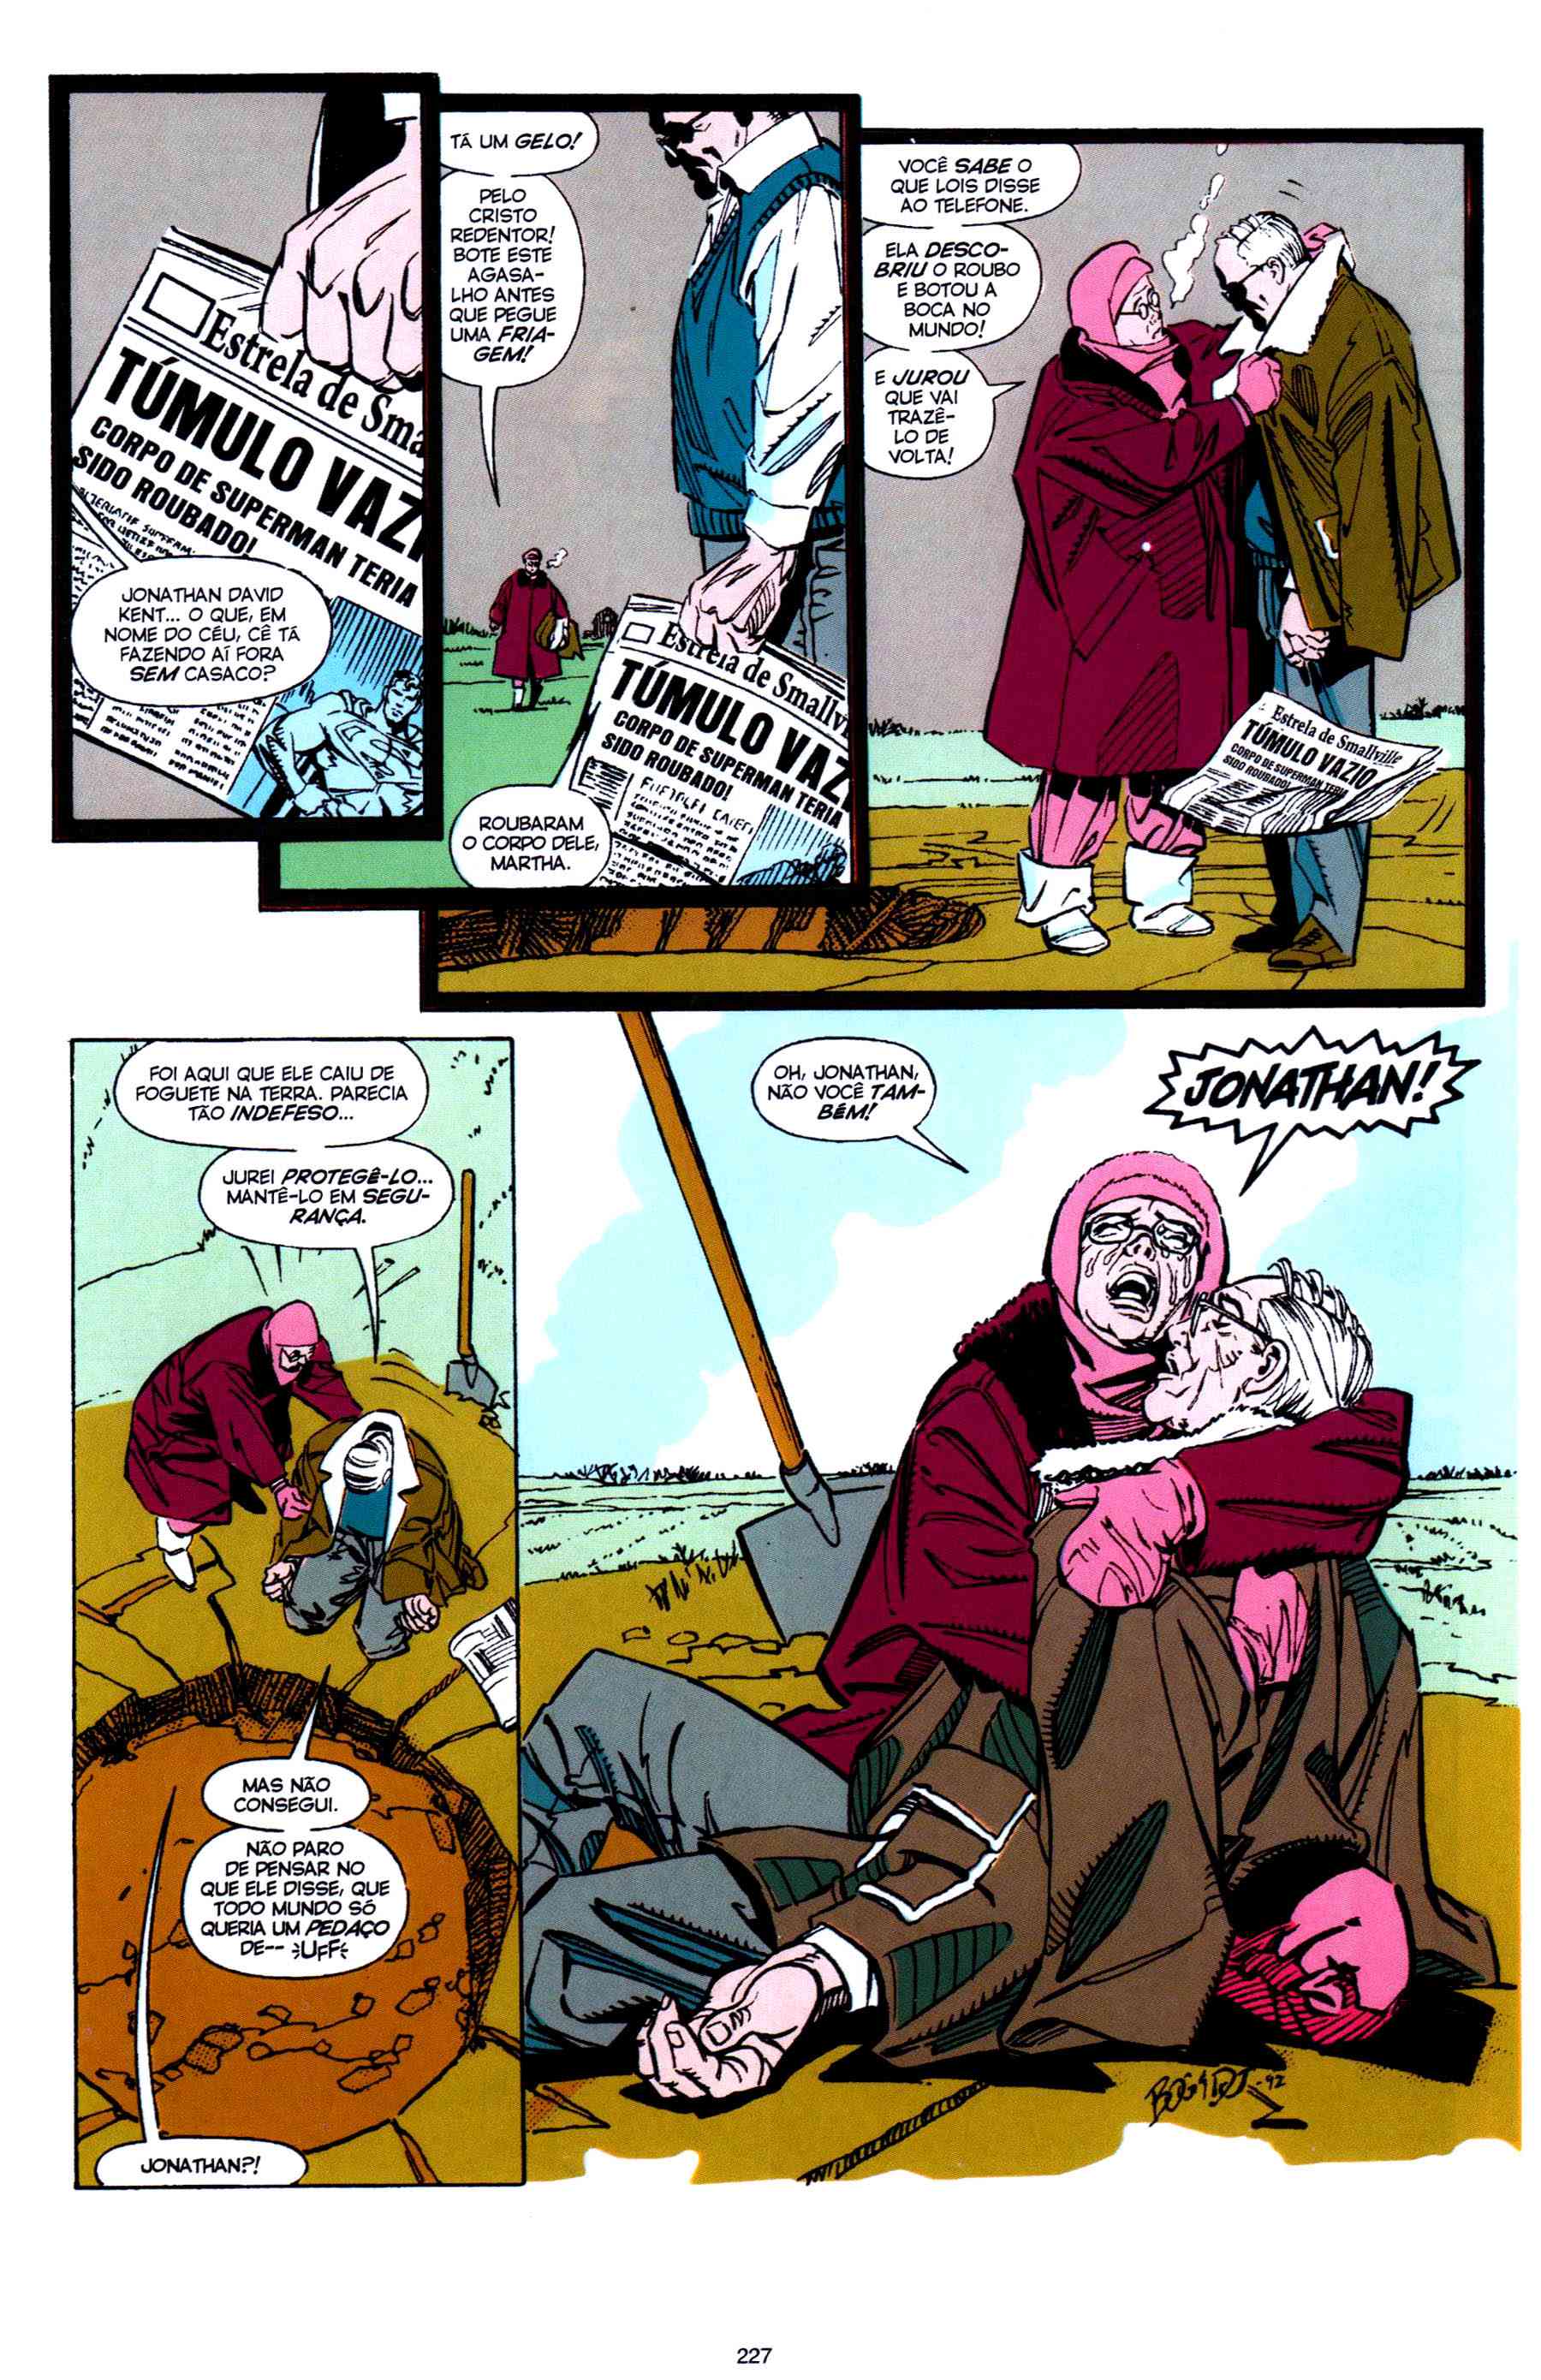 Estrela de Sma
TÚMULO VAZI
CORPO DE SUPERMAN TERIA
SIDO ROUBADO!
JONATHAN DAVID
KENT... O QUE, EM
NOME DO CÉU, CÊ TÁ
FAZENDO AÍ FORA
SEM CASACO?
TÁ UM GELO!
PELO
CRISTO
REDENTOR!
BOTE ESTE
AGASA-
LHO ANTES
QUE PEGUE
UMA FRIA-
GEM!
Estrela de Smallvi
TÚMULO VAZ
CORPO DE SUPERMAN TERIA
SIDO ROUBADO!
ROUBARAM
O CORPO DELE,
MARTHA.
VOCÊ SABE O
QUE LOIS DISSE
AO TELEFONE.
ELA DESCO-
BRIU O ROUBO
E BOTOU A
BOCA NO
MUNDO!
E JUROU
QUE VAI
TRAZÊ-
LO DE
VOLTA!
Estrela de Smallville
TÚMULO VAZIO
CORPO DE SUPERMAN TERIA
SIDO ROUBADO!
FOI AQUI QUE ELE CAIU DE
FOGUETE NA TERRA. PARECIA
TÃO INDEFESO...
JUREI PROTEGÊ-LO...
MANTÊ-LO EM SEGU-
RANÇA.
MAS NÃO
CONSEGUI.
NÃO PARO
DE PENSAR NO
QUE ELE DISSE, QUE
TODO MUNDO SÓ
QUERIA UM PEDAÇO
DE-- UFF
JONATHAN?!
OH, JONATHAN,
NÃO VOCÊ TAM-
BÉM!
JONATHAN!
BOGDANOVE -92
227